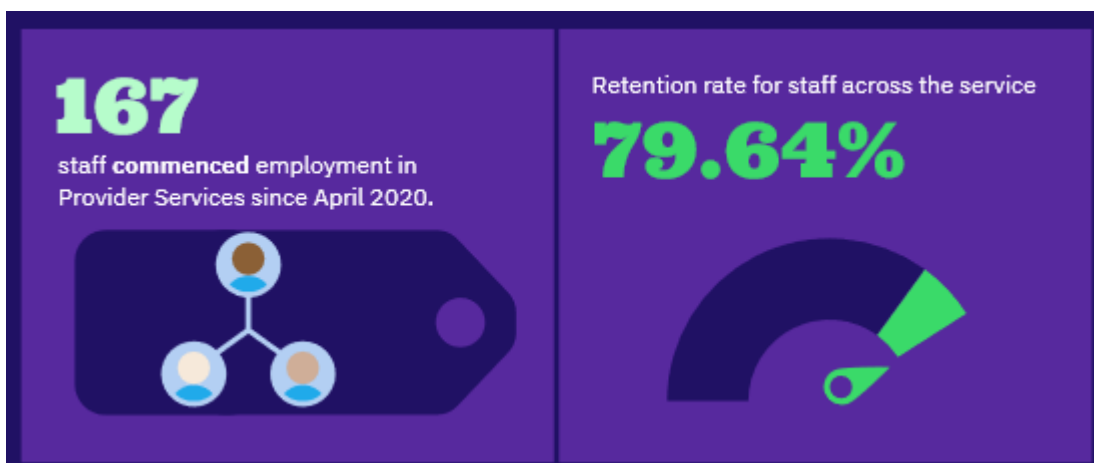 167
staff commenced employment in
Provider Services since April 2020.
Retention rate for staff across the service
79.64%